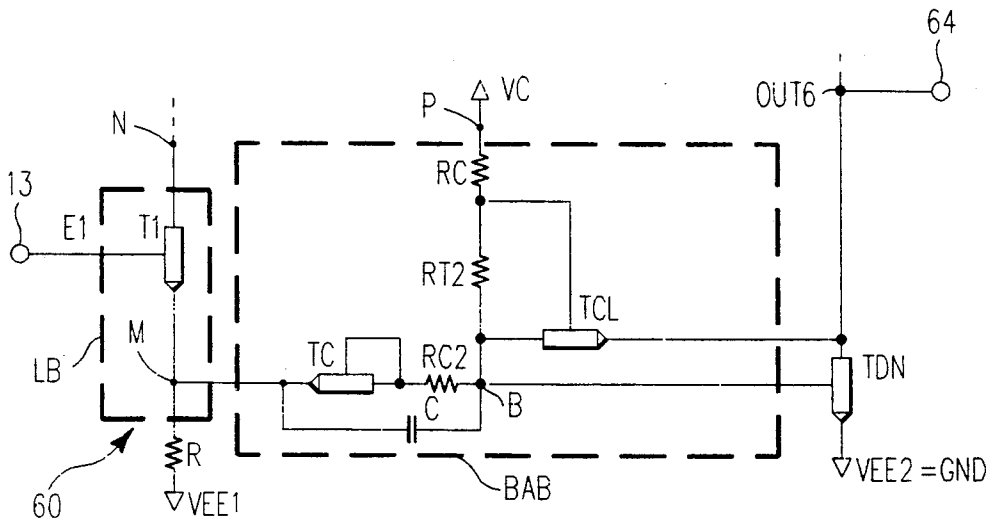 64
VC
OUT6
P
N
RC
13
E1
T1
RT2
TCL
M
TC
RC2
TDN
LB
C
B
R
60
VEE1
BAB
VEE2=GND